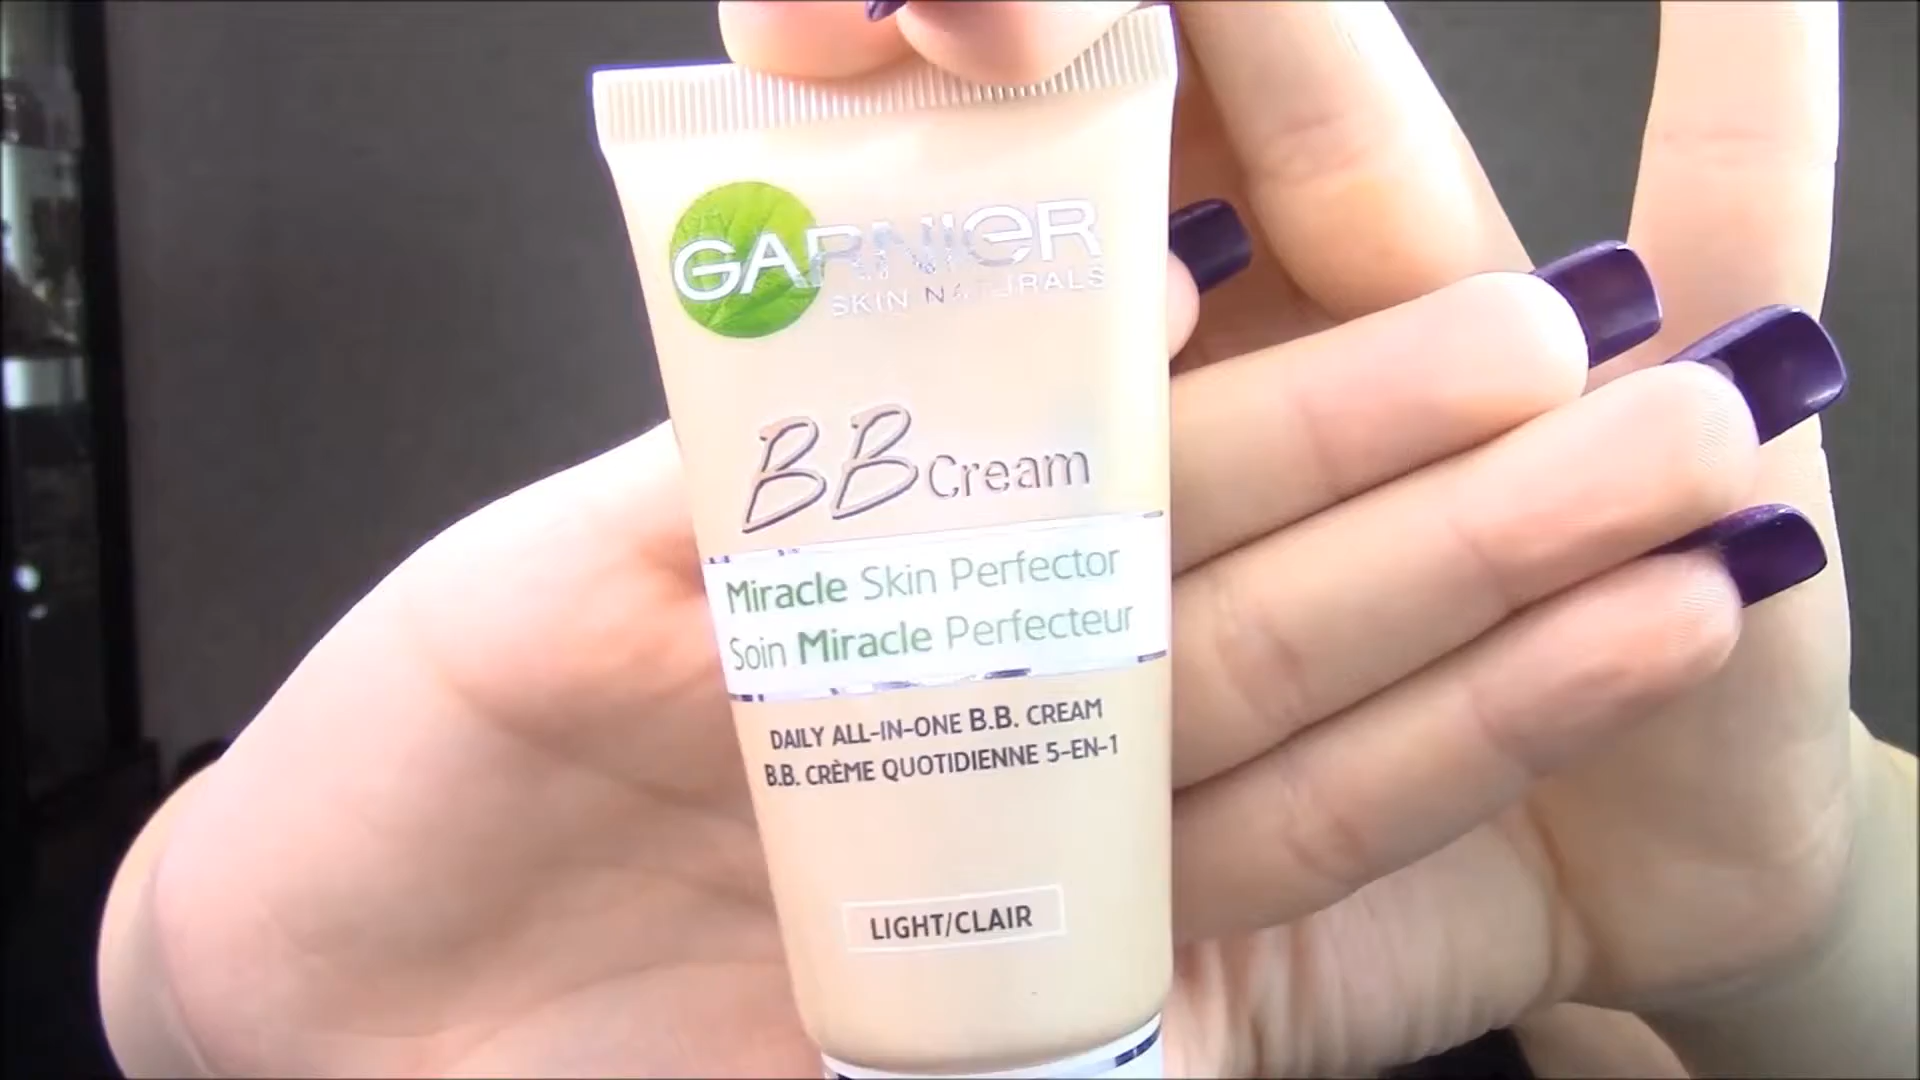 GARNIER
SKIN NATURALS
BB Cream
Miracle Skin Perfector
Soin Miracle Perfecteur
DAILY ALL-IN-ONE B.B. CREAM
B.B. CRÈME QUOTIDIENNE 5-EN-1
LIGHT/CLAIR